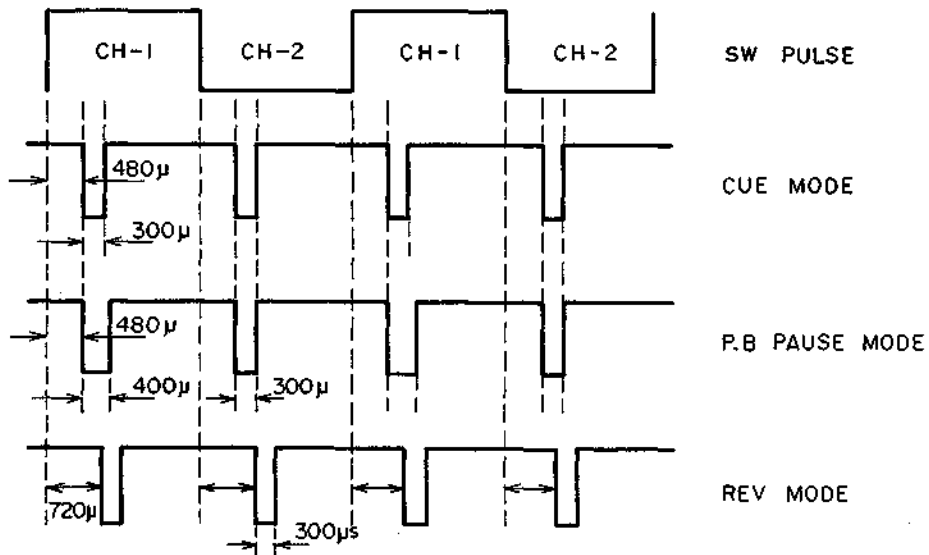 CH-1 CH-2 CH-1 CH-2 SW PULSE
480μ CUE MODE
300μ
480μ P.B PAUSE MODE
400μ 300μ
720μ REV MODE
300μs